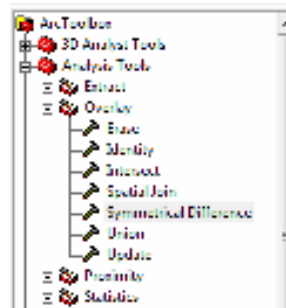 ArcToolbox
3D Analyst Tools
Analysis Tools
Extract
Overlay
Erase
Identity
Intersect
Spatial Join
Symmetrical Difference
Union
Update
Proximity
Statistics